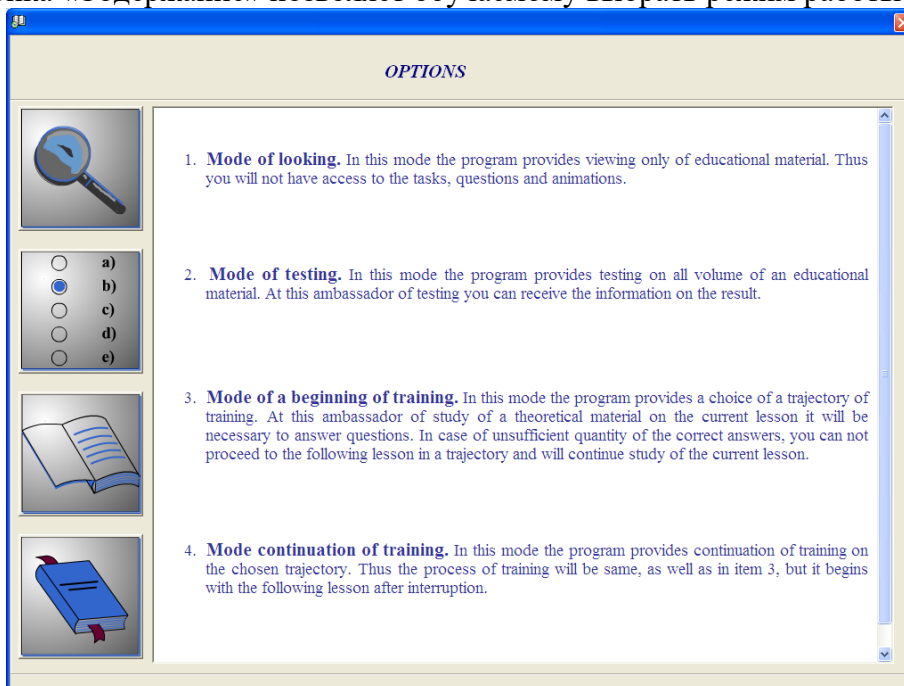 OPTIONS
a)
b)
c)
d)
e)
1. Mode of looking. In this mode the program provides viewing only of educational material. Thus
you will not have access to the tasks, questions and animations.
2. Mode of testing. In this mode the program provides testing on all volume of an educational
material. At this ambassador of testing you can receive the information on the result.
3. Mode of a beginning of training. In this mode the program provides a choice of a trajectory of
training. At this ambassador of study of a theoretical material on the current lesson it will be
necessary to answer questions. In case of unsufficient quantity of the correct answers, you can not
proceed to the following lesson in a trajectory and will continue study of the current lesson.
4. Mode continuation of training. In this mode the program provides continuation of training on
the chosen trajectory. Thus the process of training will be same, as well as in item 3, but it begins
with the following lesson after interruption.